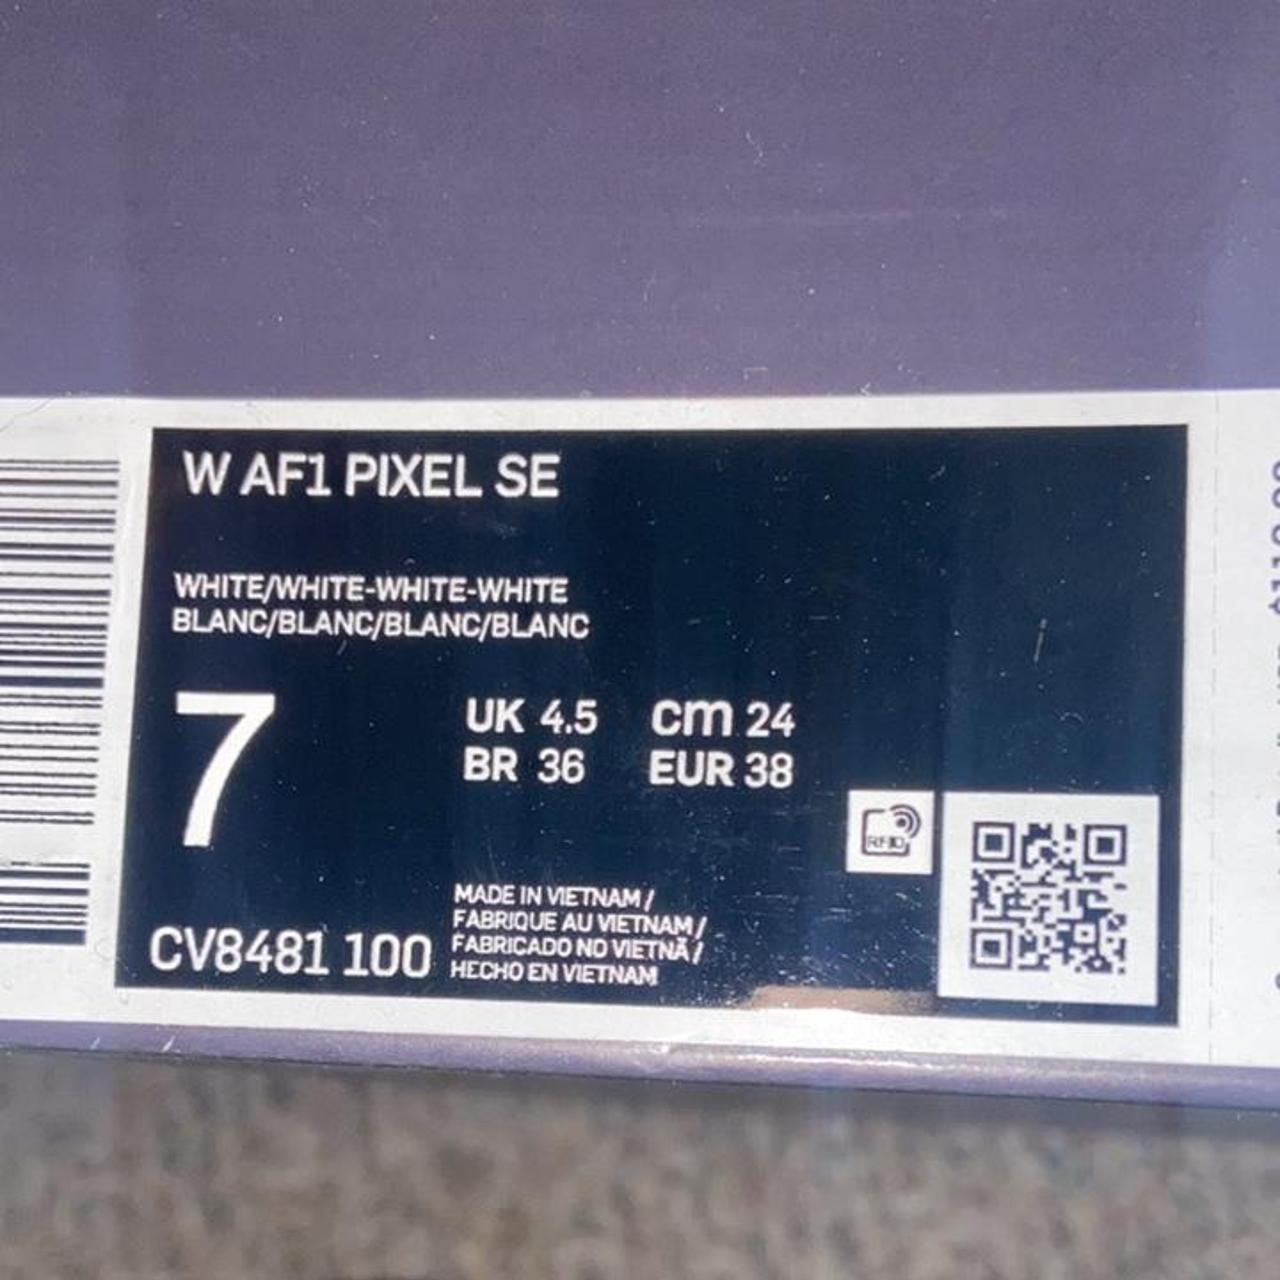 W AF1 PIXEL SE
WHITE/WHITE-WHITE-WHITE
BLANC/BLANC/BLANC/BLANC
7
UK 4.5 cm 24
BR 36 EUR 38
RFID
CV8481 100
MADE IN VIETNAM /
FABRIQUE AU VIETNAM /
FABRICADO NO VIETNÃ /
HECHO EN VIETNAM